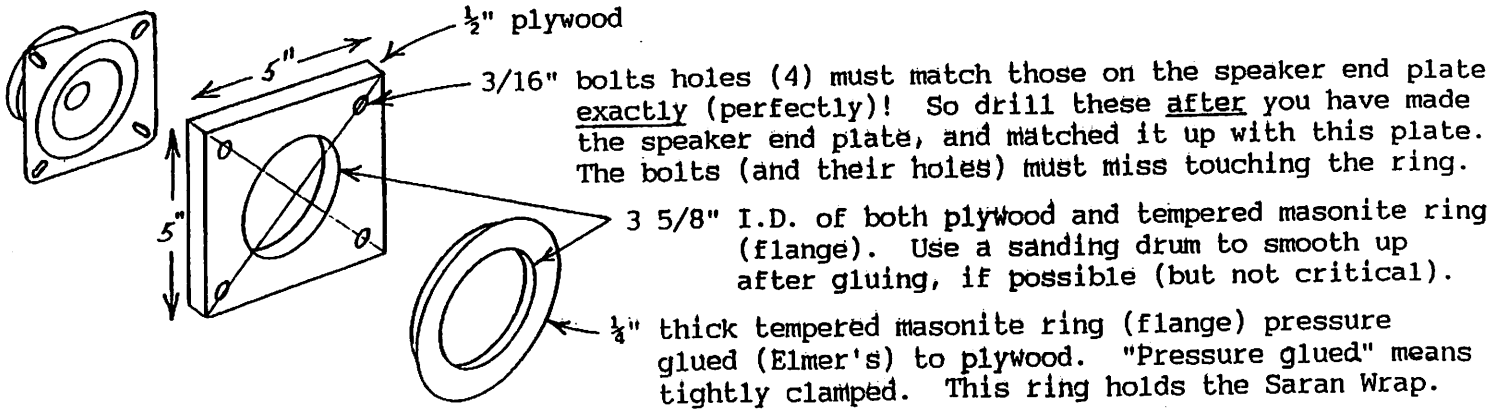 ½" plywood
5"
5"
3/16" bolts holes (4) must match those on the speaker end plate
exactly (perfectly)! So drill these after you have made
the speaker end plate, and matched it up with this plate.
The bolts (and their holes) must miss touching the ring.
3 5/8" I.D. of both plywood and tempered masonite ring
(flange). Use a sanding drum to smooth up
after gluing, if possible (but not critical).
¼" thick tempered masonite ring (flange) pressure
glued (Elmer's) to plywood. "Pressure glued" means
tightly clamped. This ring holds the Saran Wrap.